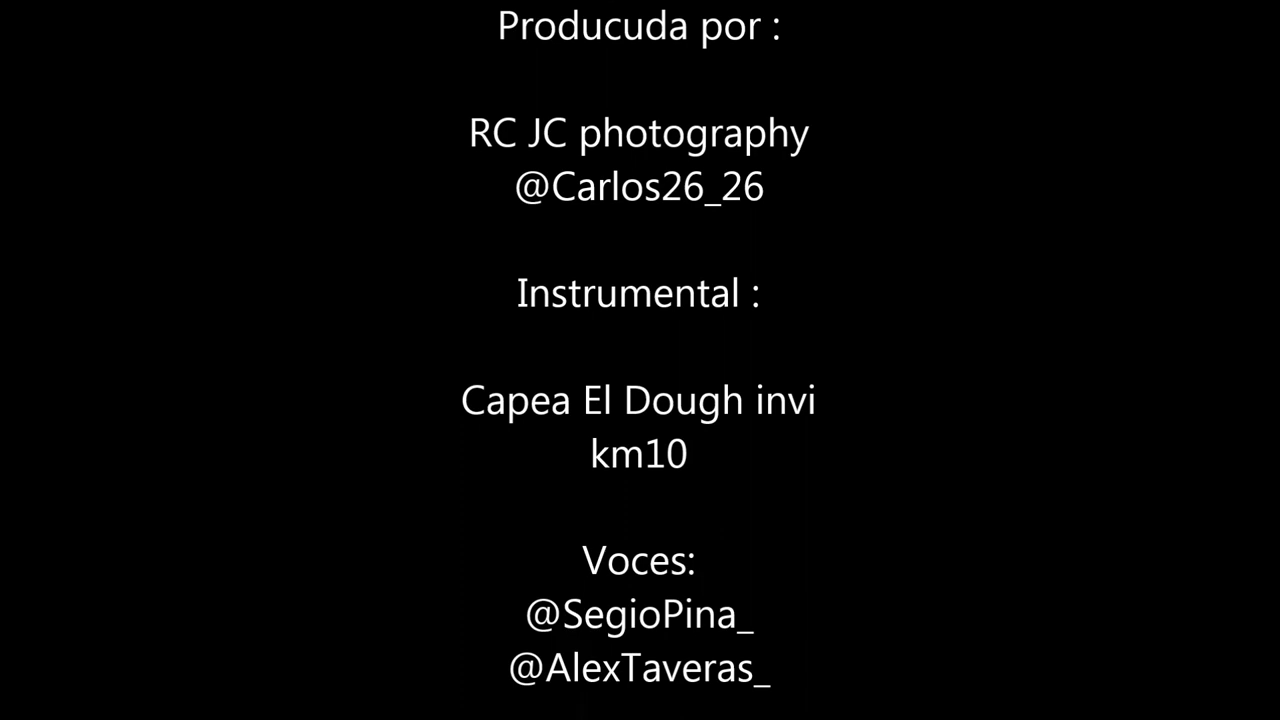 Producuda por :
RC JC photography
@Carlos26_26
Instrumental :
Capea El Dough invi
km10
Voces:
@SegioPina_
@AlexTaveras_